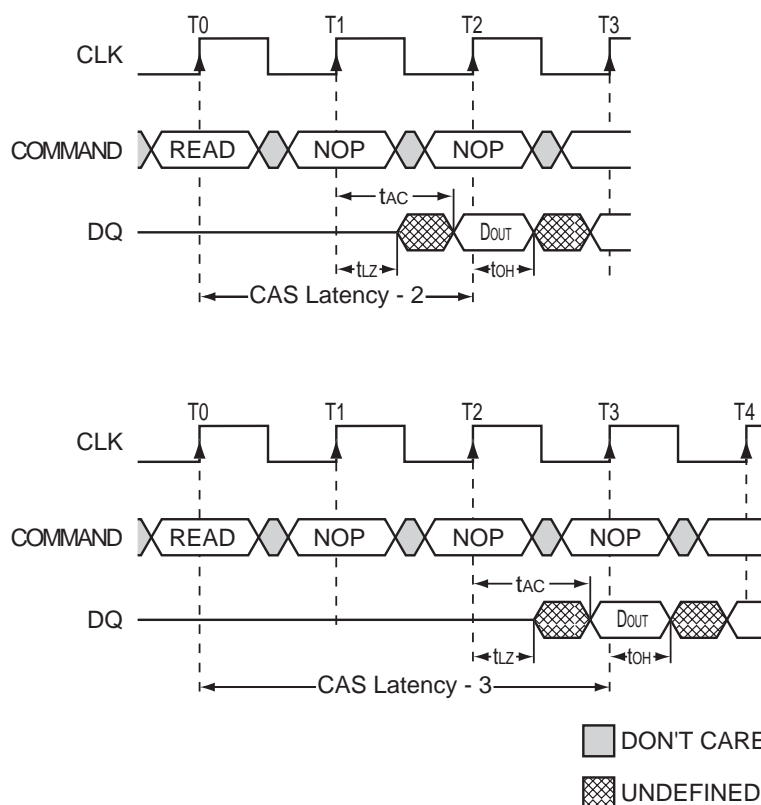 T0 T1 T2 T3
CLK
COMMAND READ NOP NOP
tAC
DQ DOUT
tLZ tOH
CAS Latency - 2
T0 T1 T2 T3 T4
CLK
COMMAND READ NOP NOP NOP
tAC
DQ DOUT
tLZ tOH
CAS Latency - 3
DON'T CARE
UNDEFINED